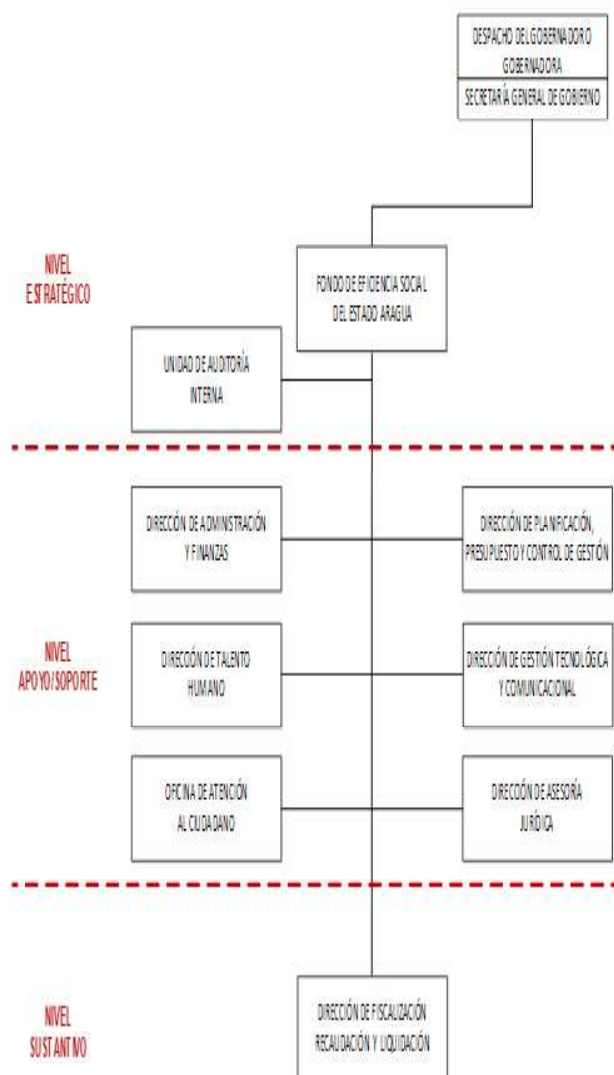 DESPACHO DEL GOBERNADOR O
GOBERNADORA
SECRETARÍA GENERAL DE GOBIERNO
NIVEL
ESTRATÉGICO
FONDO DE EFICIENCIA SOCIAL
DEL ESTADO ARAGUA
UNIDAD DE AUDITORÍA
INTERNA
DIRECCIÓN DE ADMINISTRACIÓN
Y FINANZAS
DIRECCIÓN DE PLANIFICACIÓN,
PRESUPUESTO Y CONTROL DE GESTIÓN
NIVEL
APOYO/SOPORTE
DIRECCIÓN DE TALENTO
HUMANO
DIRECCIÓN DE GESTIÓN TECNOLÓGICA
Y COMUNICACIONAL
OFICINA DE ATENCIÓN
AL CIUDADANO
DIRECCIÓN DE ASESORÍA
JURÍDICA
NIVEL
SUSTANTIVO
DIRECCIÓN DE FISCALIZACIÓN
RECAUDACIÓN Y LIQUIDACIÓN